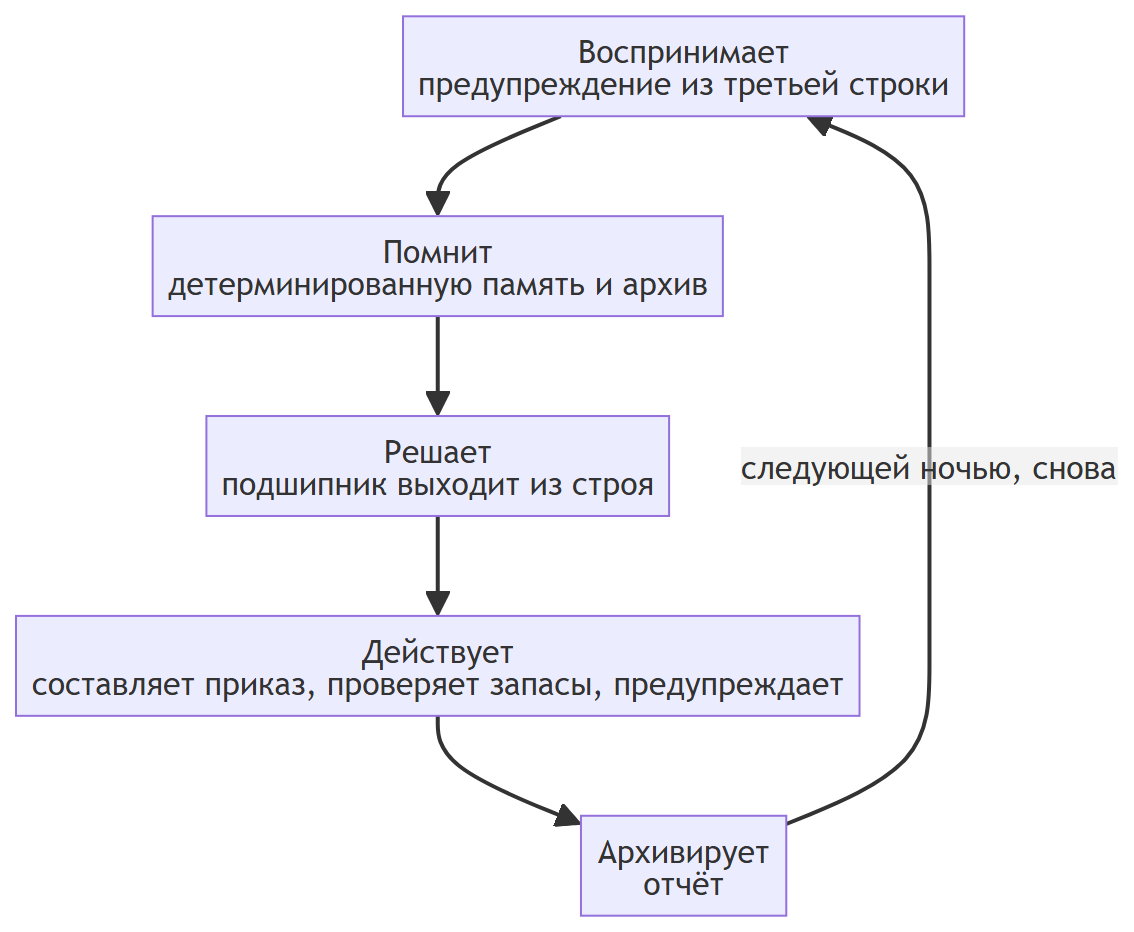 Воспринимает
предупреждение из третьей строки
Помнит
детерминированную память и архив
Решает
подшипник выходит из строя
следующей ночью, снова
Действует
составляет приказ, проверяет запасы, предупреждает
Архивирует
отчёт